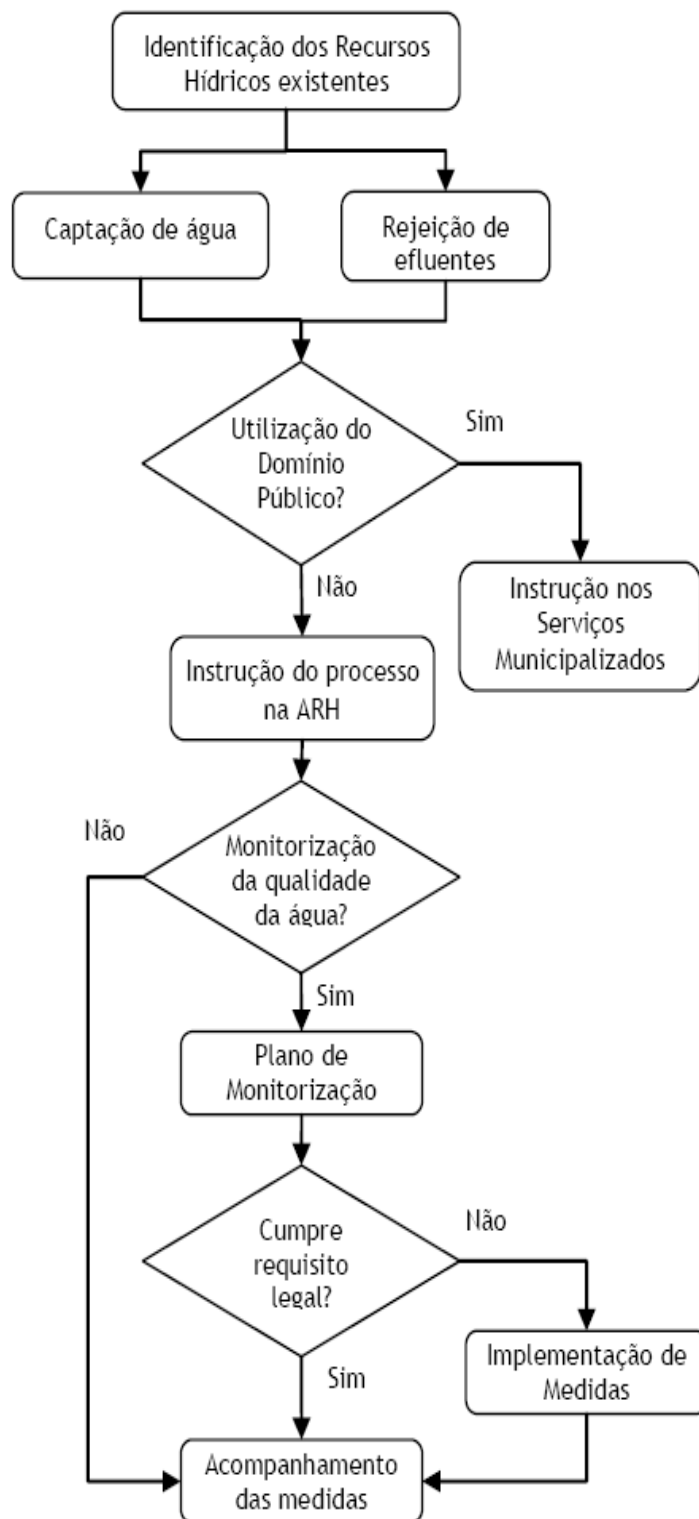 Identificação dos Recursos
Hídricos existentes
Captação de água
Rejeição de
efluentes
Utilização do
Domínio
Público?
Sim
Não
Instrução nos
Serviços
Municipalizados
Instrução do processo
na ARH
Não
Monitorização
da qualidade
da água?
Sim
Plano de
Monitorização
Cumpre
requisito
legal?
Não
Sim
Implementação de
Medidas
Acompanhamento
das medidas